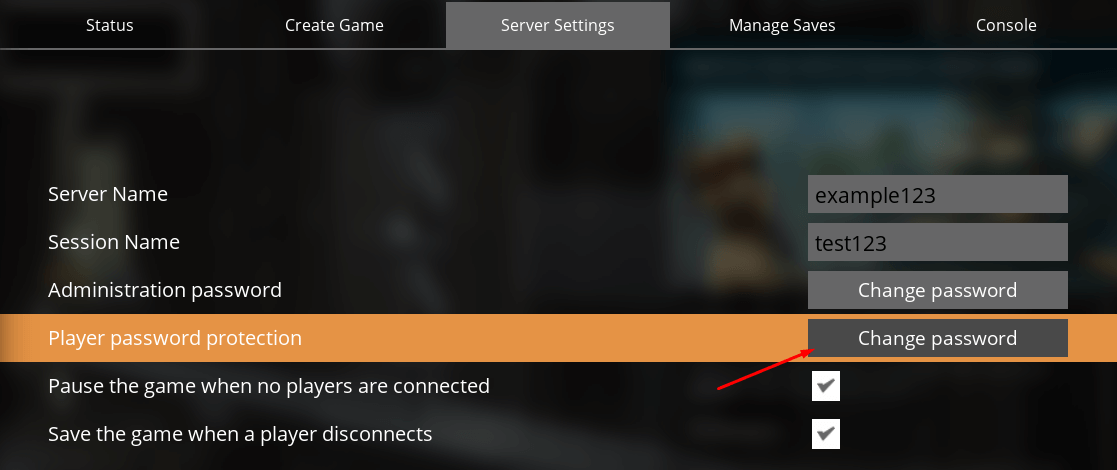 Status Create Game Server Settings Manage Saves Console
Server Name example123
Session Name test123
Administration password Change password
Player password protection Change password
Pause the game when no players are connected
Save the game when a player disconnects